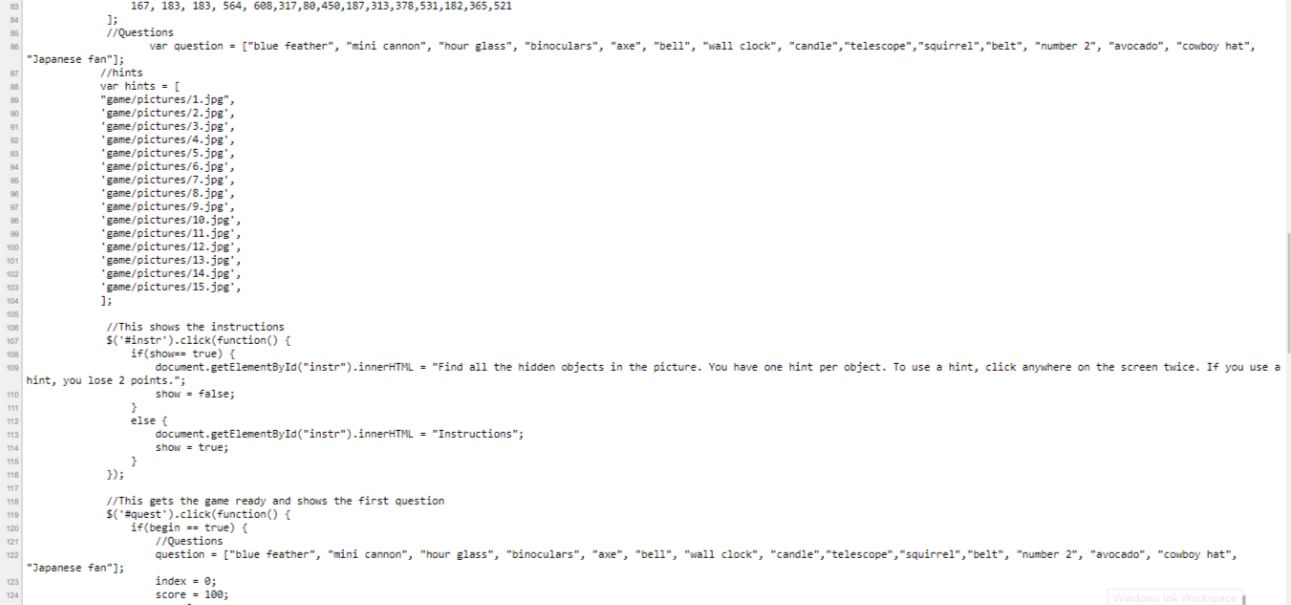 83 167, 183, 183, 564, 608,317,80,450,187,313,378,531,182,365,521
84 ];
85 //Questions
86 var question = ["blue feather", "mini cannon", "hour glass", "binoculars", "axe", "bell", "wall clock", "candle","telescope","squirrel","belt", "number 2", "avocado", "cowboy hat",
"Japanese fan"];
87 //hints
88 var hints = [
89 "game/pictures/1.jpg",
90 'game/pictures/2.jpg',
91 'game/pictures/3.jpg',
92 'game/pictures/4.jpg',
93 'game/pictures/5.jpg',
94 'game/pictures/6.jpg',
95 'game/pictures/7.jpg',
96 'game/pictures/8.jpg',
97 'game/pictures/9.jpg',
98 'game/pictures/10.jpg',
99 'game/pictures/11.jpg',
100 'game/pictures/12.jpg',
101 'game/pictures/13.jpg',
102 'game/pictures/14.jpg',
103 'game/pictures/15.jpg',
104 ];
105
106 //This shows the instructions
107 $('#instr').click(function() {
108 if(show== true) {
109 document.getElementById("instr").innerHTML = "Find all the hidden objects in the picture. You have one hint per object. To use a hint, click anywhere on the screen twice. If you use a
hint, you lose 2 points.";
110 show = false;
111 }
112 else {
113 document.getElementById("instr").innerHTML = "Instructions";
114 show = true;
115 }
116 });
117
118 //This gets the game ready and shows the first question
119 $('#quest').click(function() {
120 if(begin == true) {
121 //Questions
122 question = ["blue feather", "mini cannon", "hour glass", "binoculars", "axe", "bell", "wall clock", "candle","telescope","squirrel","belt", "number 2", "avocado", "cowboy hat",
"Japanese fan"];
123 index = 0;
124 score = 100;
Windows Ink Workspace